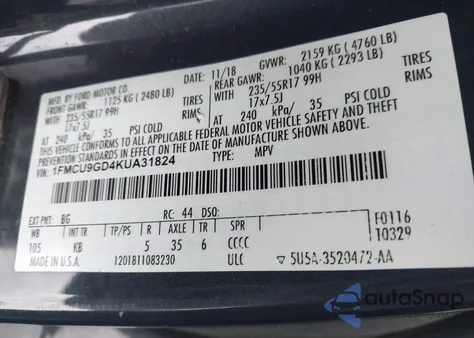 MFD. BY FORD MOTOR CO.
11/18 GVWR: 2159 KG ( 4760 LB)
FRONT GAWR: 1125 KG ( 2480 LB)
REAR GAWR: 1040 KG ( 2293 LB)
WITH 235/55R17 99H TIRES
WITH 235/55R17 99H TIRES
17x7.5J RIMS
17x7.5J RIMS
AT 240 kPa/ 35 PSI COLD
AT 240 kPa/ 35 PSI COLD
THIS VEHICLE CONFORMS TO ALL APPLICABLE FEDERAL MOTOR VEHICLE SAFETY AND THEFT
PREVENTION STANDARDS IN EFFECT ON THE DATE OF MANUFACTURE SHOWN ABOVE.
VIN: 1FMCU9GD4KUA31824
TYPE: MPV
EXT PNT: BG RC: 44 DSO: F0116
WB INT TR TP/PS R AXLE TR SPR T0329
105 KB 5 35 6 CCCC
MADE IN U.S.A. 1201811083230 ULC 5U5A-3520472-AA
autoSnap